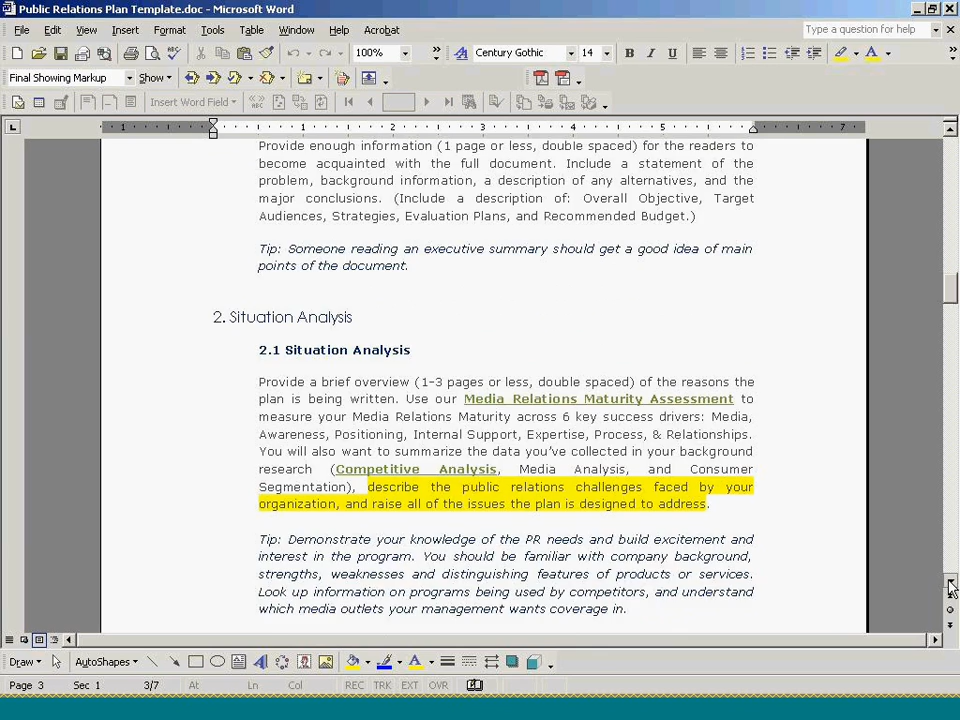 Public Relations Plan Template.doc - Microsoft Word
File Edit View Insert Format Tools Table Window Help Acrobat
Type a question for help
100% Century Gothic 14 B I U A
Final Showing Markup Show
Insert Word Field
1 1 2 3 4 5 7
Provide enough information (1 page or less, double spaced) for the readers to
become acquainted with the full document. Include a statement of the
problem, background information, a description of any alternatives, and the
major conclusions. (Include a description of: Overall Objective, Target
Audiences, Strategies, Evaluation Plans, and Recommended Budget.)
Tip: Someone reading an executive summary should get a good idea of main
points of the document.
2. Situation Analysis
2.1 Situation Analysis
Provide a brief overview (1-3 pages or less, double spaced) of the reasons the
plan is being written. Use our Media Relations Maturity Assessment to
measure your Media Relations Maturity across 6 key success drivers: Media,
Awareness, Positioning, Internal Support, Expertise, Process, & Relationships.
You will also want to summarize the data you've collected in your background
research (Competitive Analysis, Media Analysis, and Consumer
Segmentation), describe the public relations challenges faced by your
organization, and raise all of the issues the plan is designed to address.
Tip: Demonstrate your knowledge of the PR needs and build excitement and
interest in the program. You should be familiar with company background,
strengths, weaknesses and distinguishing features of products or services.
Look up information on programs being used by competitors, and understand
which media outlets your management wants coverage in.
Draw AutoShapes A
Page 3 Sec 1 3/7 At Ln Col REC TRK EXT OVR